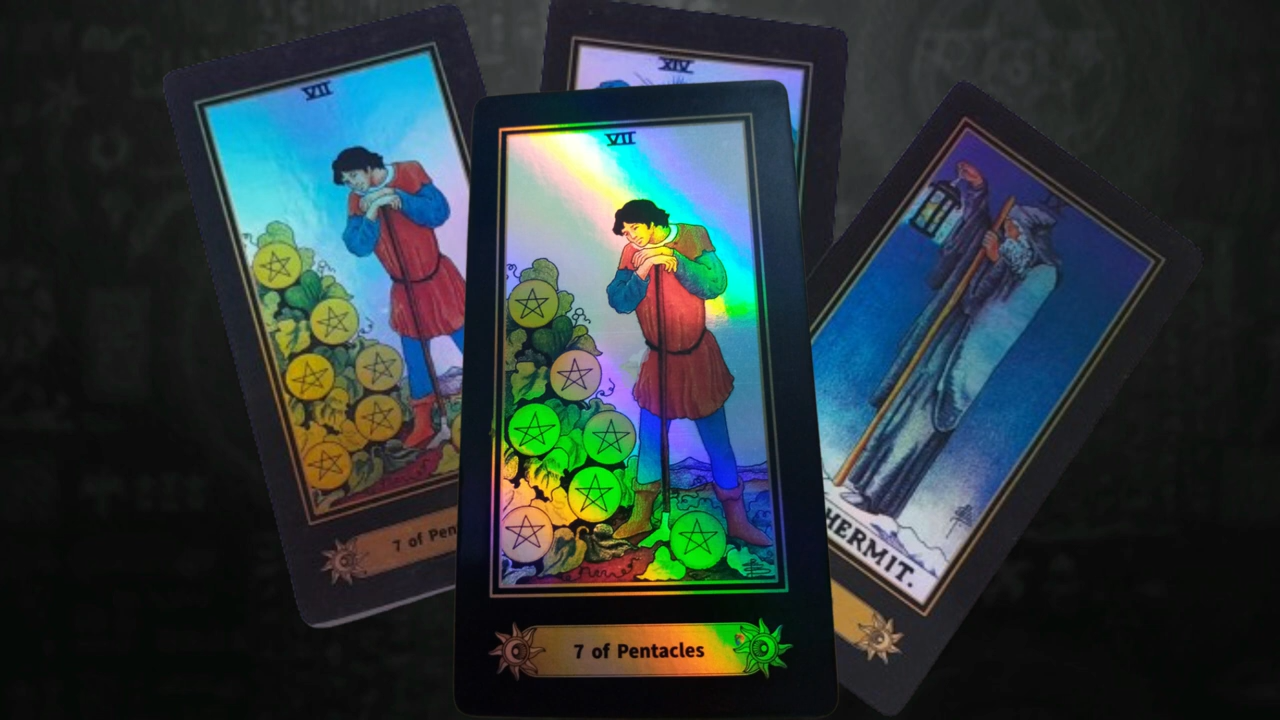 VII
7 of Pen
XIV
VII
7 of Pentacles
HERMIT.